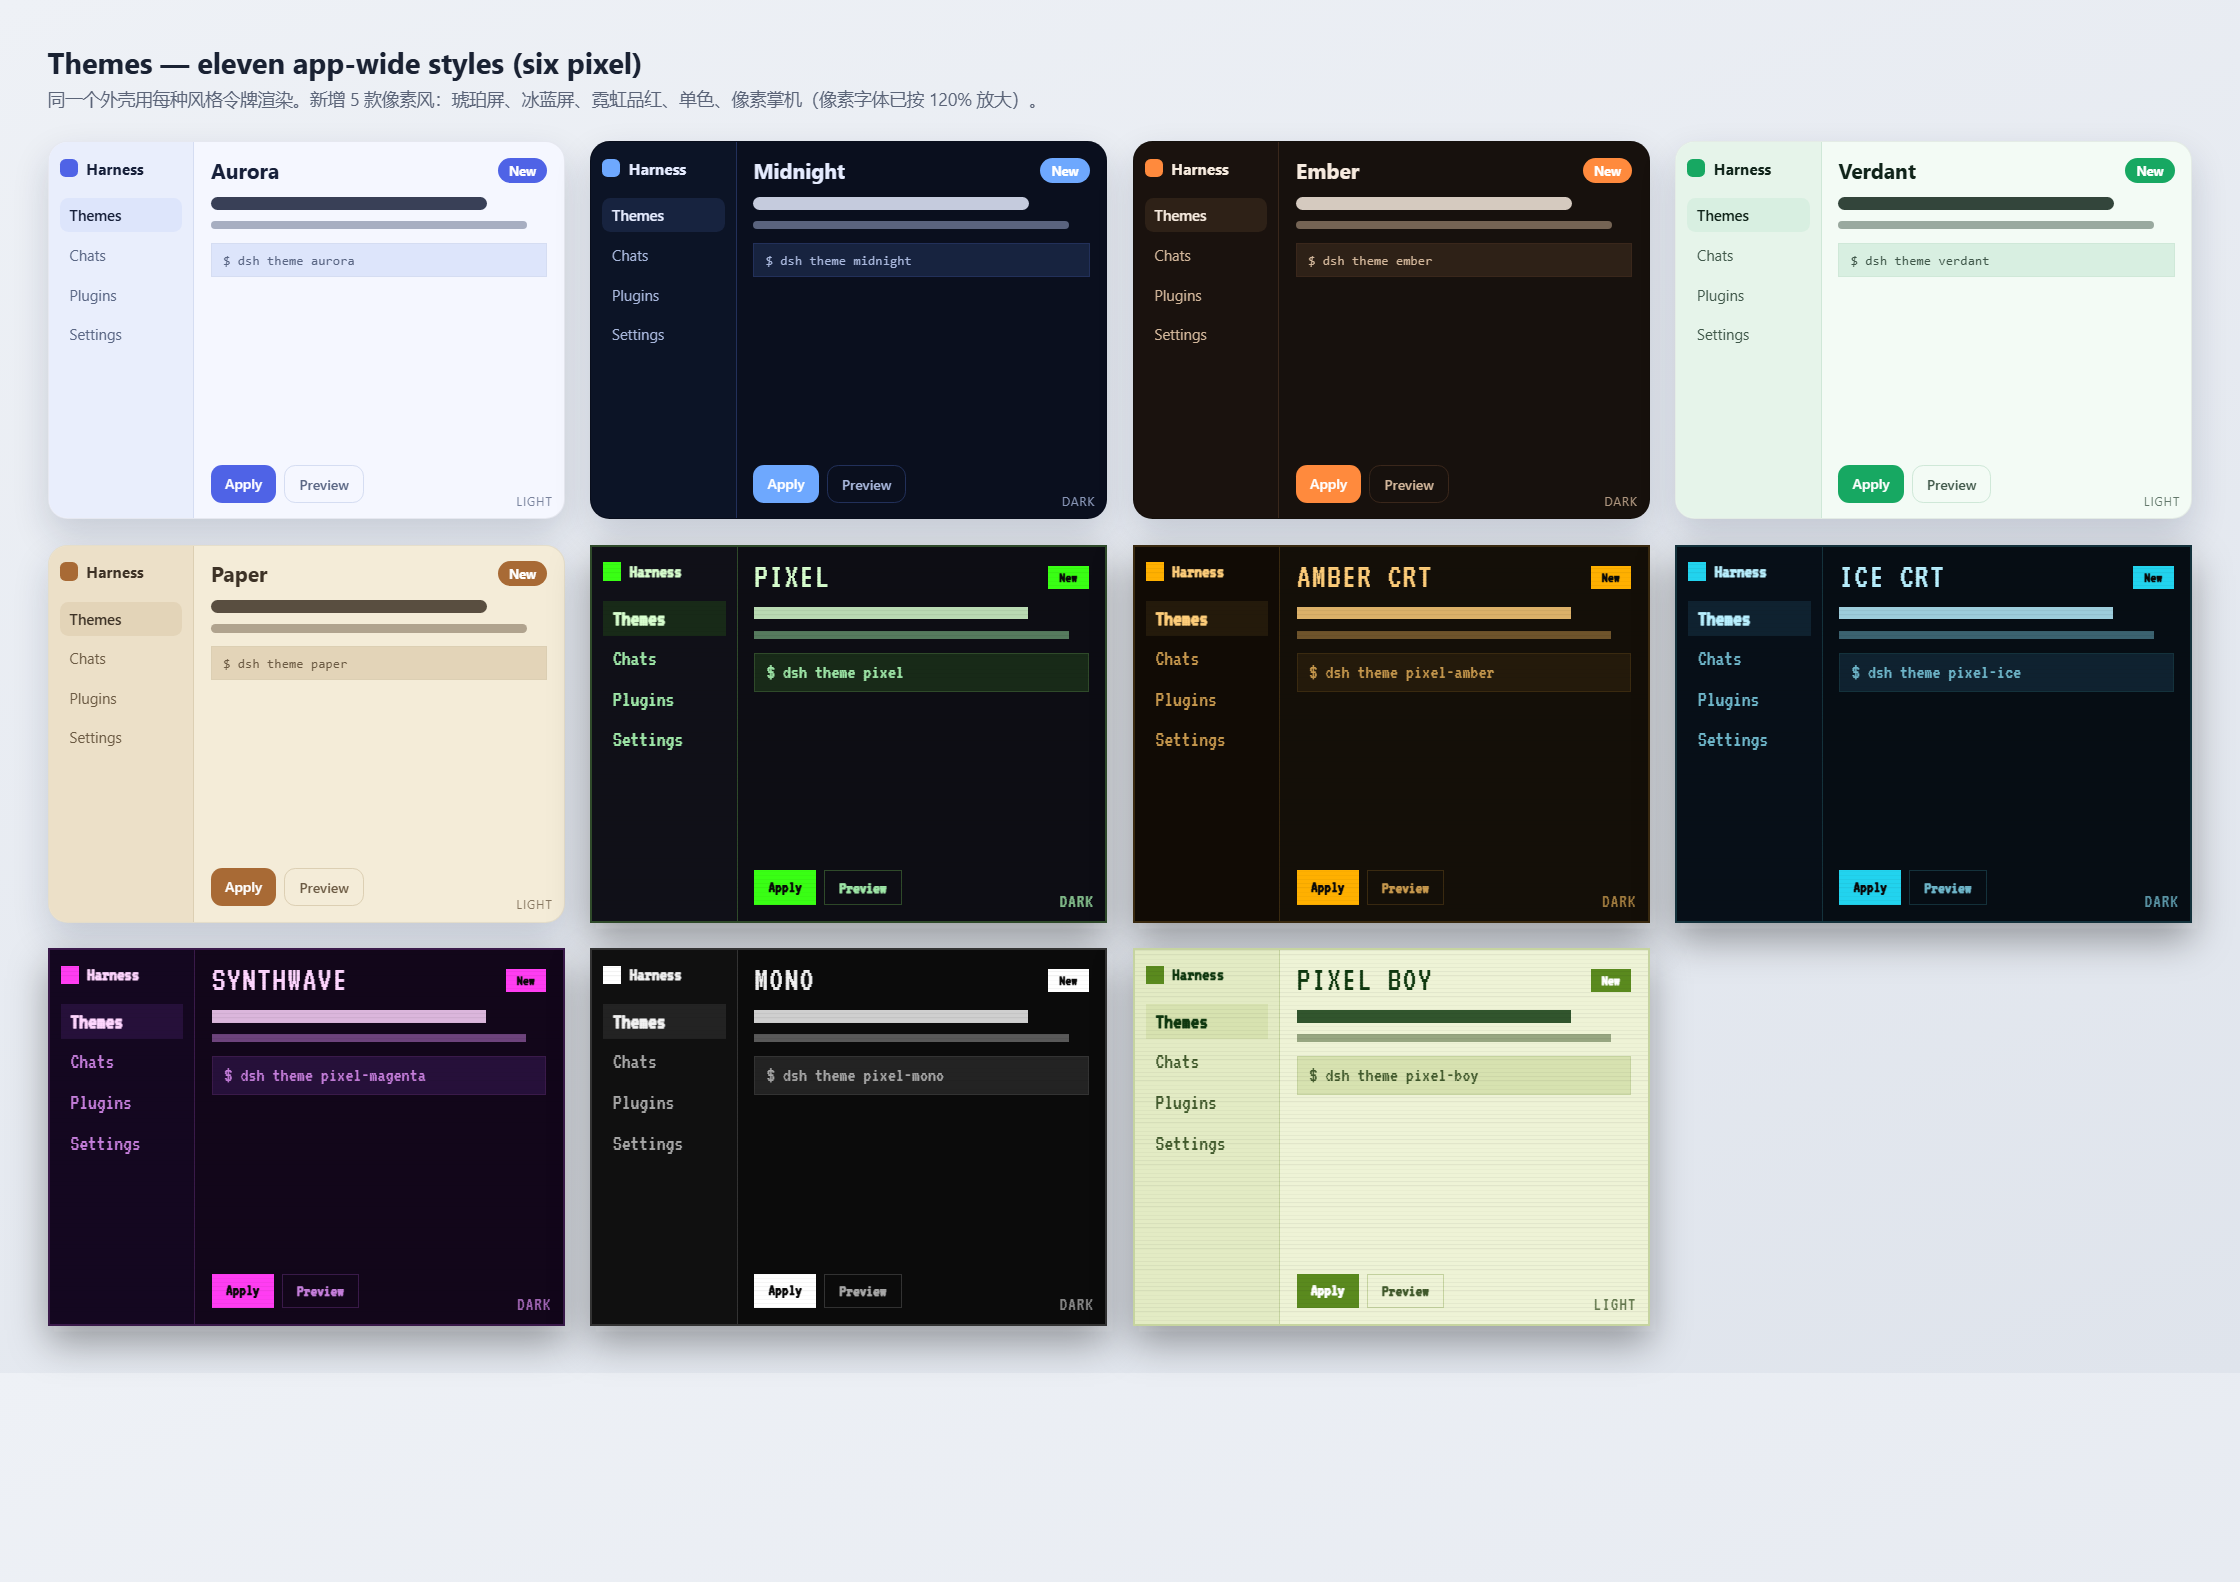 Themes — eleven app-wide styles (six pixel)
同一个外壳用每种风格令牌渲染。新增 5 款像素风：琥珀屏、冰蓝屏、霓虹品红、单色、像素掌机（像素字体已按 120% 放大）。
Harness
Themes
Chats
Plugins
Settings
Aurora
New
$ dsh theme aurora
Apply
Preview
LIGHT
Harness
Themes
Chats
Plugins
Settings
Midnight
New
$ dsh theme midnight
Apply
Preview
DARK
Harness
Themes
Chats
Plugins
Settings
Ember
New
$ dsh theme ember
Apply
Preview
DARK
Harness
Themes
Chats
Plugins
Settings
Verdant
New
$ dsh theme verdant
Apply
Preview
LIGHT
Harness
Themes
Chats
Plugins
Settings
Paper
New
$ dsh theme paper
Apply
Preview
LIGHT
Harness
Themes
Chats
Plugins
Settings
PIXEL
New
$ dsh theme pixel
Apply
Preview
DARK
Harness
Themes
Chats
Plugins
Settings
AMBER CRT
New
$ dsh theme pixel-amber
Apply
Preview
DARK
Harness
Themes
Chats
Plugins
Settings
ICE CRT
New
$ dsh theme pixel-ice
Apply
Preview
DARK
Harness
Themes
Chats
Plugins
Settings
SYNTHWAVE
New
$ dsh theme pixel-magenta
Apply
Preview
DARK
Harness
Themes
Chats
Plugins
Settings
MONO
New
$ dsh theme pixel-mono
Apply
Preview
DARK
Harness
Themes
Chats
Plugins
Settings
PIXEL BOY
New
$ dsh theme pixel-boy
Apply
Preview
LIGHT